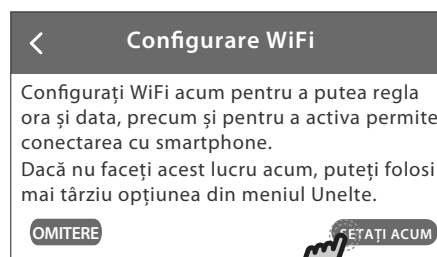 Configurare WiFi
Configurați WiFi acum pentru a putea regla
ora și data, precum și pentru a activa permite
conectarea cu smartphone.
Dacă nu faceți acest lucru acum, puteți folosi
mai târziu opțiunea din meniul Unelte.
OMITERE SETAȚI ACUM